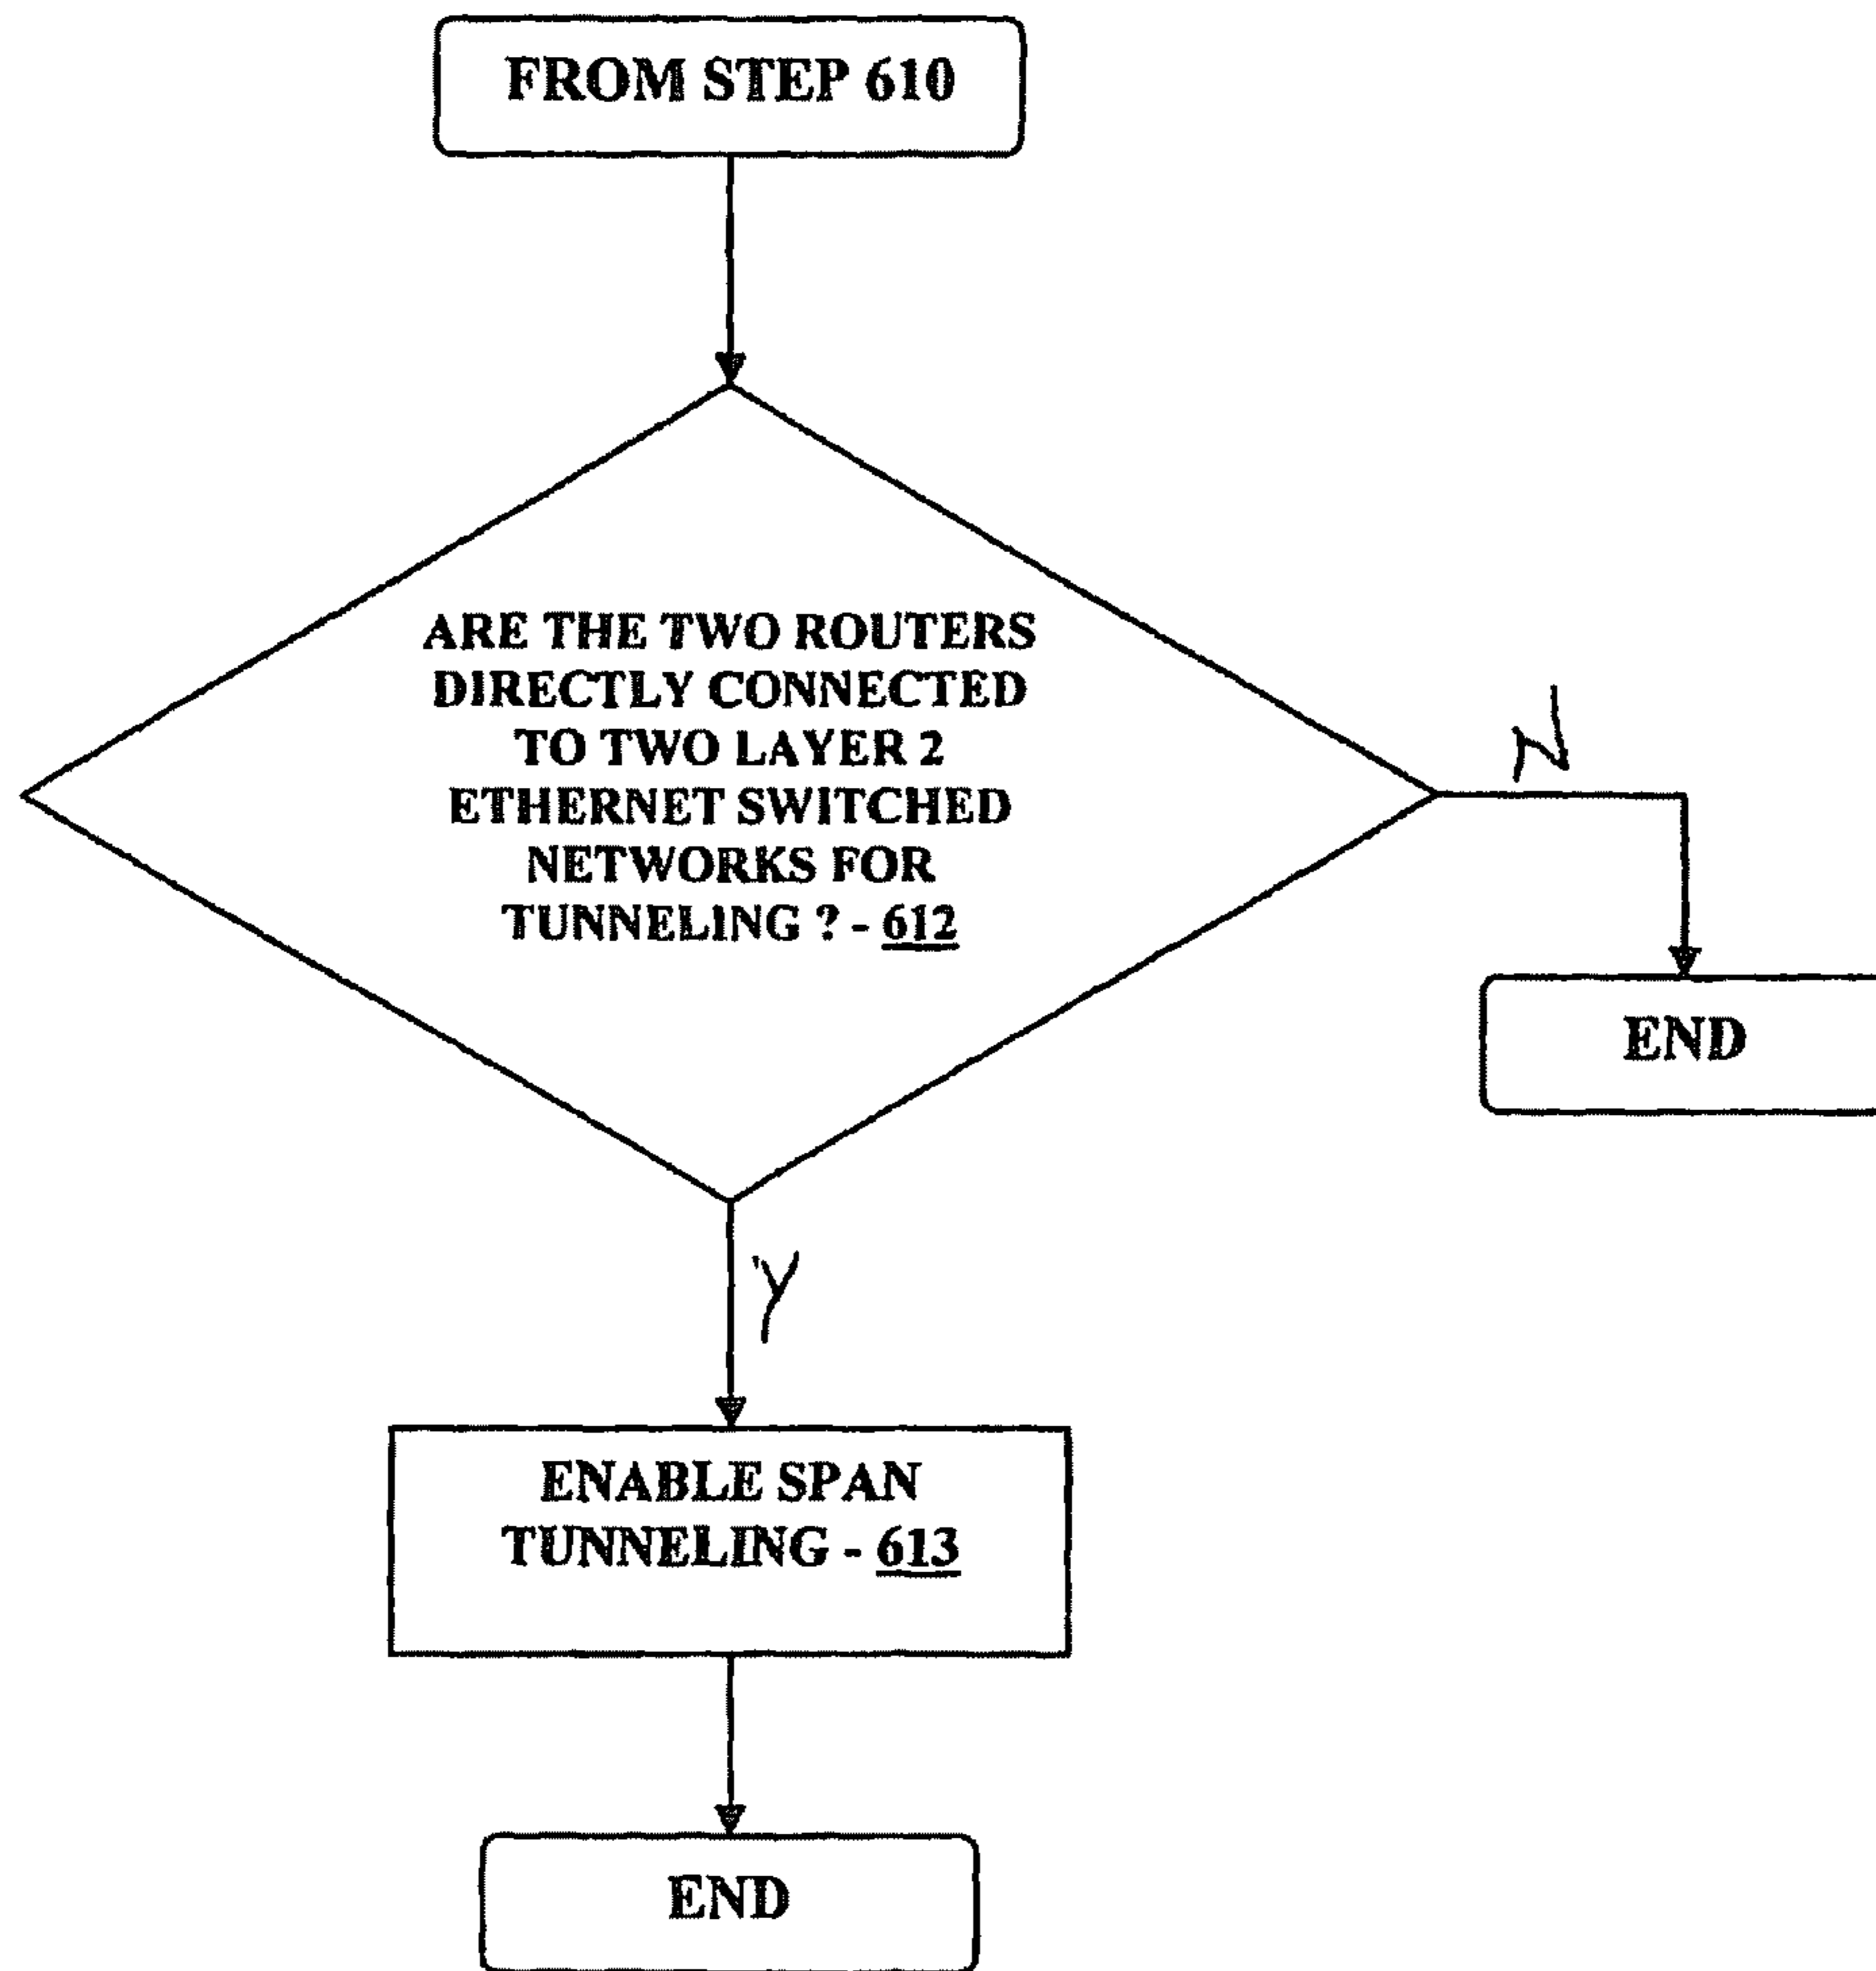 FROM STEP 610
ARE THE TWO ROUTERS
DIRECTLY CONNECTED
TO TWO LAYER 2
ETHERNET SWITCHED
NETWORKS FOR
TUNNELING ? - 612
N
END
Y
ENABLE SPAN
TUNNELING - 613
END